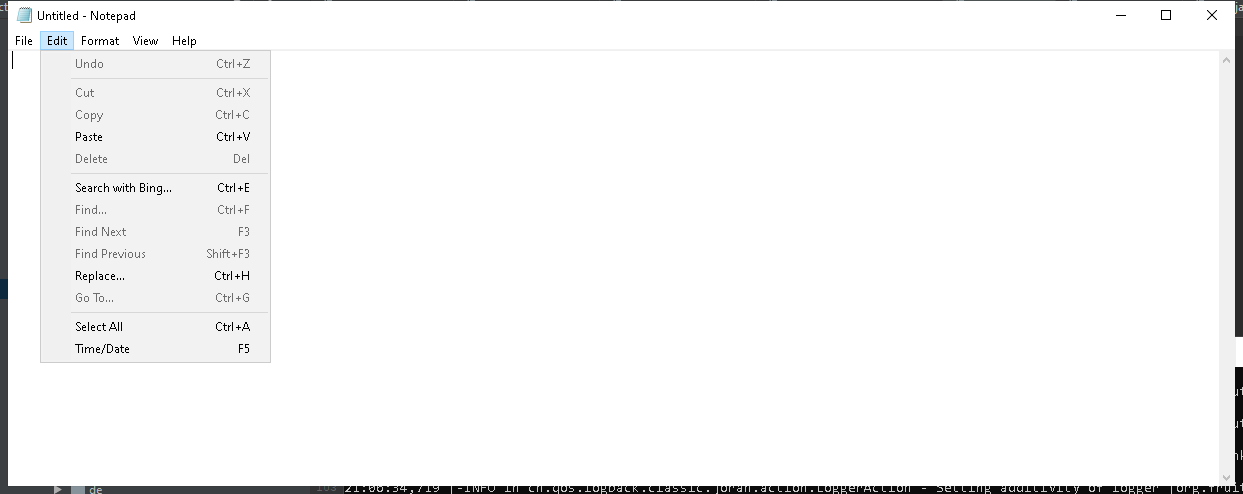 Untitled - Notepad
File Edit Format View Help
Undo Ctrl+Z
Cut Ctrl+X
Copy Ctrl+C
Paste Ctrl+V
Delete Del
Search with Bing... Ctrl+E
Find... Ctrl+F
Find Next F3
Find Previous Shift+F3
Replace... Ctrl+H
Go To... Ctrl+G
Select All Ctrl+A
Time/Date F5
de 21:06:34,719 |-INFO in ch.qos.logback.classic.joran.action.LoggerAction - Setting additivity of logger